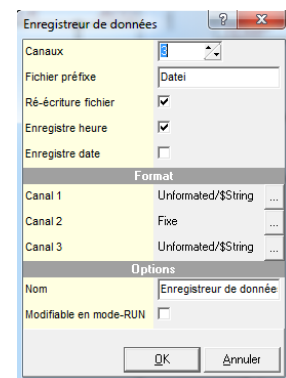 Enregistreur de données
Canaux 3
Fichier préfixe Datei
Ré-écriture fichier
Enregistre heure
Enregistre date
Format
Canal 1 Unformated/$String ...
Canal 2 Fixe ...
Canal 3 Unformated/$String ...
Options
Nom Enregistreur de donnée
Modifiable en mode-RUN
OK Annuler